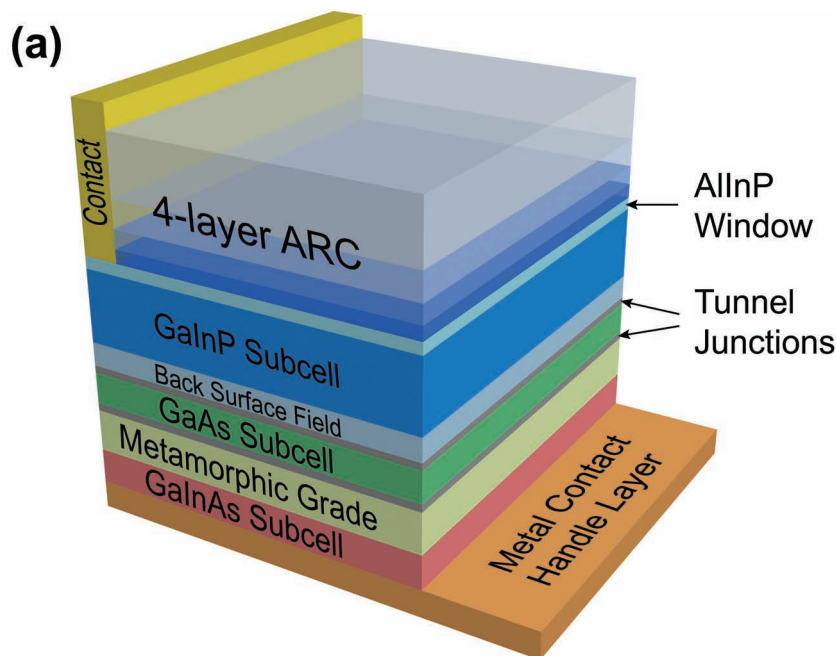 (a)
Contact
4-layer ARC
AlInP
Window
GaInP Subcell
Tunnel
Junctions
Back Surface Field
GaAs Subcell
Metamorphic Grade
GaInAs Subcell
Metal Contact
Handle Layer